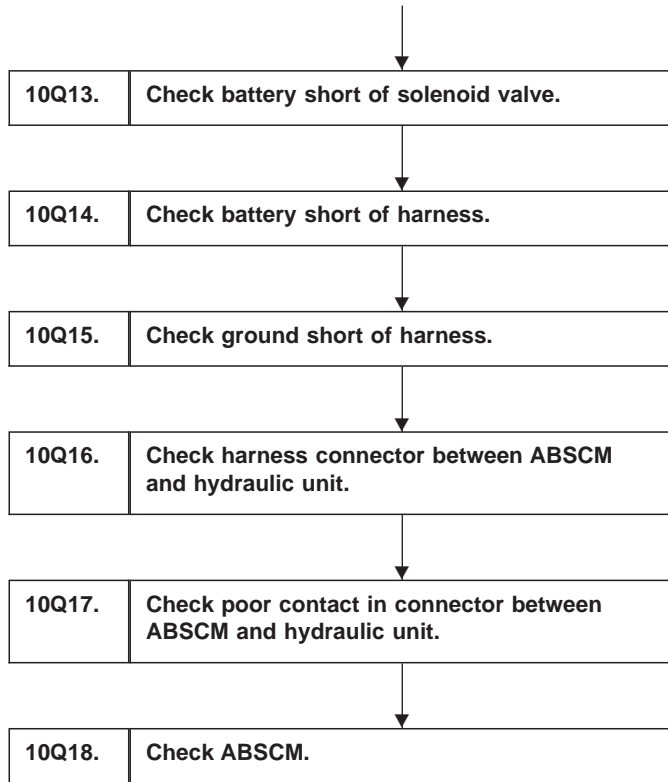 10Q13. Check battery short of solenoid valve.
10Q14. Check battery short of harness.
10Q15. Check ground short of harness.
10Q16. Check harness connector between ABSCM
and hydraulic unit.
10Q17. Check poor contact in connector between
ABSCM and hydraulic unit.
10Q18. Check ABSCM.